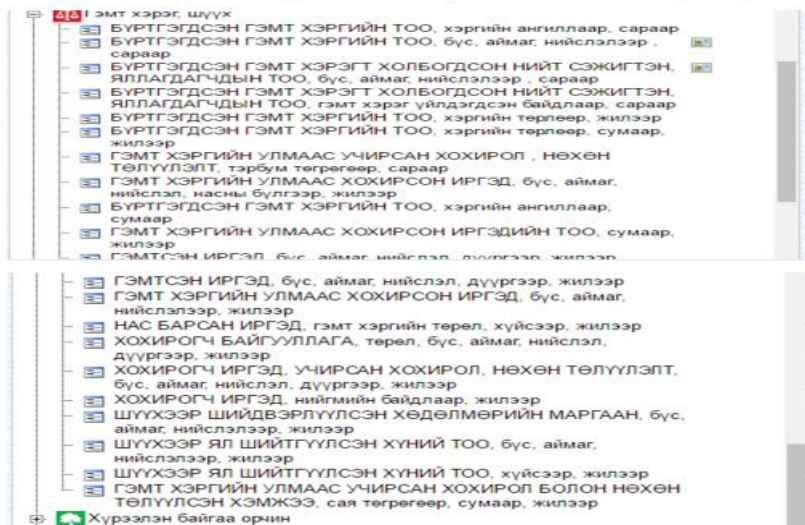 Гэмт хэрэг, шүүх
БҮРТГЭГДСЭН ГЭМТ ХЭРГИЙН ТОО, хэргийн ангиллаар, сараар
БҮРТГЭГДСЭН ГЭМТ ХЭРГИЙН ТОО, бүс, аймаг, нийслэлээр ,
сараар
БҮРТГЭГДСЭН ГЭМТ ХЭРЭГТ ХОЛБОГДСОН НИЙТ СЭЖИГТЭН,
ЯЛЛАГДАГЧДЫН ТОО, бүс, аймаг, нийслэлээр , сараар
БҮРТГЭГДСЭН ГЭМТ ХЭРЭГТ ХОЛБОГДСОН НИЙТ СЭЖИГТЭН,
ЯЛЛАГДАГЧДЫН ТОО, гэмт хэрэг үйлдэгдсэн байдлаар, сараар
БҮРТГЭГДСЭН ГЭМТ ХЭРГИЙН ТОО, хэргийн төрлөөр, жилээр
БҮРТГЭГДСЭН ГЭМТ ХЭРГИЙН ТОО, хэргийн төрлөөр, сумаар,
жилээр
ГЭМТ ХЭРГИЙН УЛМААС УЧИРСАН ХОХИРОЛ , НӨХӨН
ТӨЛҮҮЛЭЛТ, тэрбум төгрөгөөр, сараар
ГЭМТ ХЭРГИЙН УЛМААС ХОХИРСОН ИРГЭД, бүс, аймаг,
нийслэл, насны бүлгээр, жилээр
БҮРТГЭГДСЭН ГЭМТ ХЭРГИЙН ТОО, хэргийн ангиллаар,
сумаар
ГЭМТ ХЭРГИЙН УЛМААС ХОХИРСОН ИРГЭДИЙН ТОО, сумаар,
жилээр
ГЭМТСЭН ИРГЭД, бүс, аймаг, нийслэл, дүүргээр, жилээр
ГЭМТСЭН ИРГЭД, бүс, аймаг, нийслэл, дүүргээр, жилээр
ГЭМТ ХЭРГИЙН УЛМААС ХОХИРСОН ИРГЭД, бүс, аймаг,
нийслэлээр, жилээр
НАС БАРСАН ИРГЭД, гэмт хэргийн төрөл, хүйсээр, жилээр
ХОХИРОГЧ БАЙГУУЛЛАГА, төрөл, бүс, аймаг, нийслэл,
дүүргээр, жилээр
ХОХИРОГЧ ИРГЭД, УЧИРСАН ХОХИРОЛ, НӨХӨН ТӨЛҮҮЛЭЛТ,
бүс, аймаг, нийслэл, дүүргээр, жилээр
ХОХИРОГЧ ИРГЭД, нийгмийн байдлаар, жилээр
ШҮҮХЭЭР ШИЙДВЭРЛҮҮЛСЭН ХӨДӨЛМӨРИЙН МАРГААН, бүс,
аймаг, нийслэлээр, жилээр
ШҮҮХЭЭР ЯЛ ШИЙТГҮҮЛСЭН ХҮНИЙ ТОО, бүс, аймаг,
нийслэлээр, жилээр
ШҮҮХЭЭР ЯЛ ШИЙТГҮҮЛСЭН ХҮНИЙ ТОО, хүйсээр, жилээр
ГЭМТ ХЭРГИЙН УЛМААС УЧИРСАН ХОХИРОЛ БОЛОН НӨХӨН
ТӨЛҮҮЛСЭН ХЭМЖЭЭ, сая төгрөгөөр, сумаар, жилээр
Хүрээлэн байгаа орчин